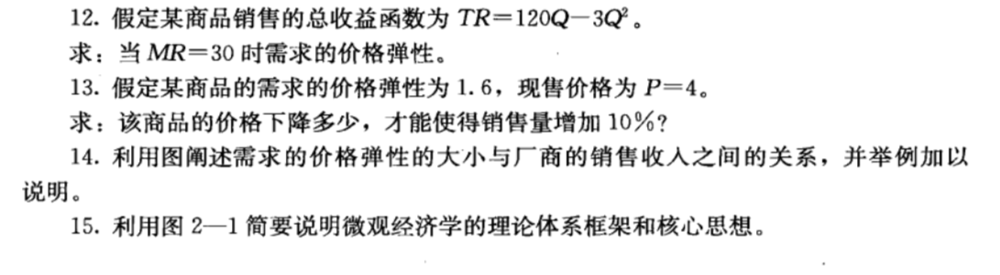 12. 假定某商品销售的总收益函数为 TR=120Q-3Q²。
求：当 MR=30 时需求的价格弹性。
13. 假定某商品的需求的价格弹性为 1.6，现售价格为 P=4。
求：该商品的价格下降多少，才能使得销售量增加 10%?
14. 利用图阐述需求的价格弹性的大小与厂商的销售收入之间的关系，并举例加以
说明。
15. 利用图 2—1 简要说明微观经济学的理论体系框架和核心思想。